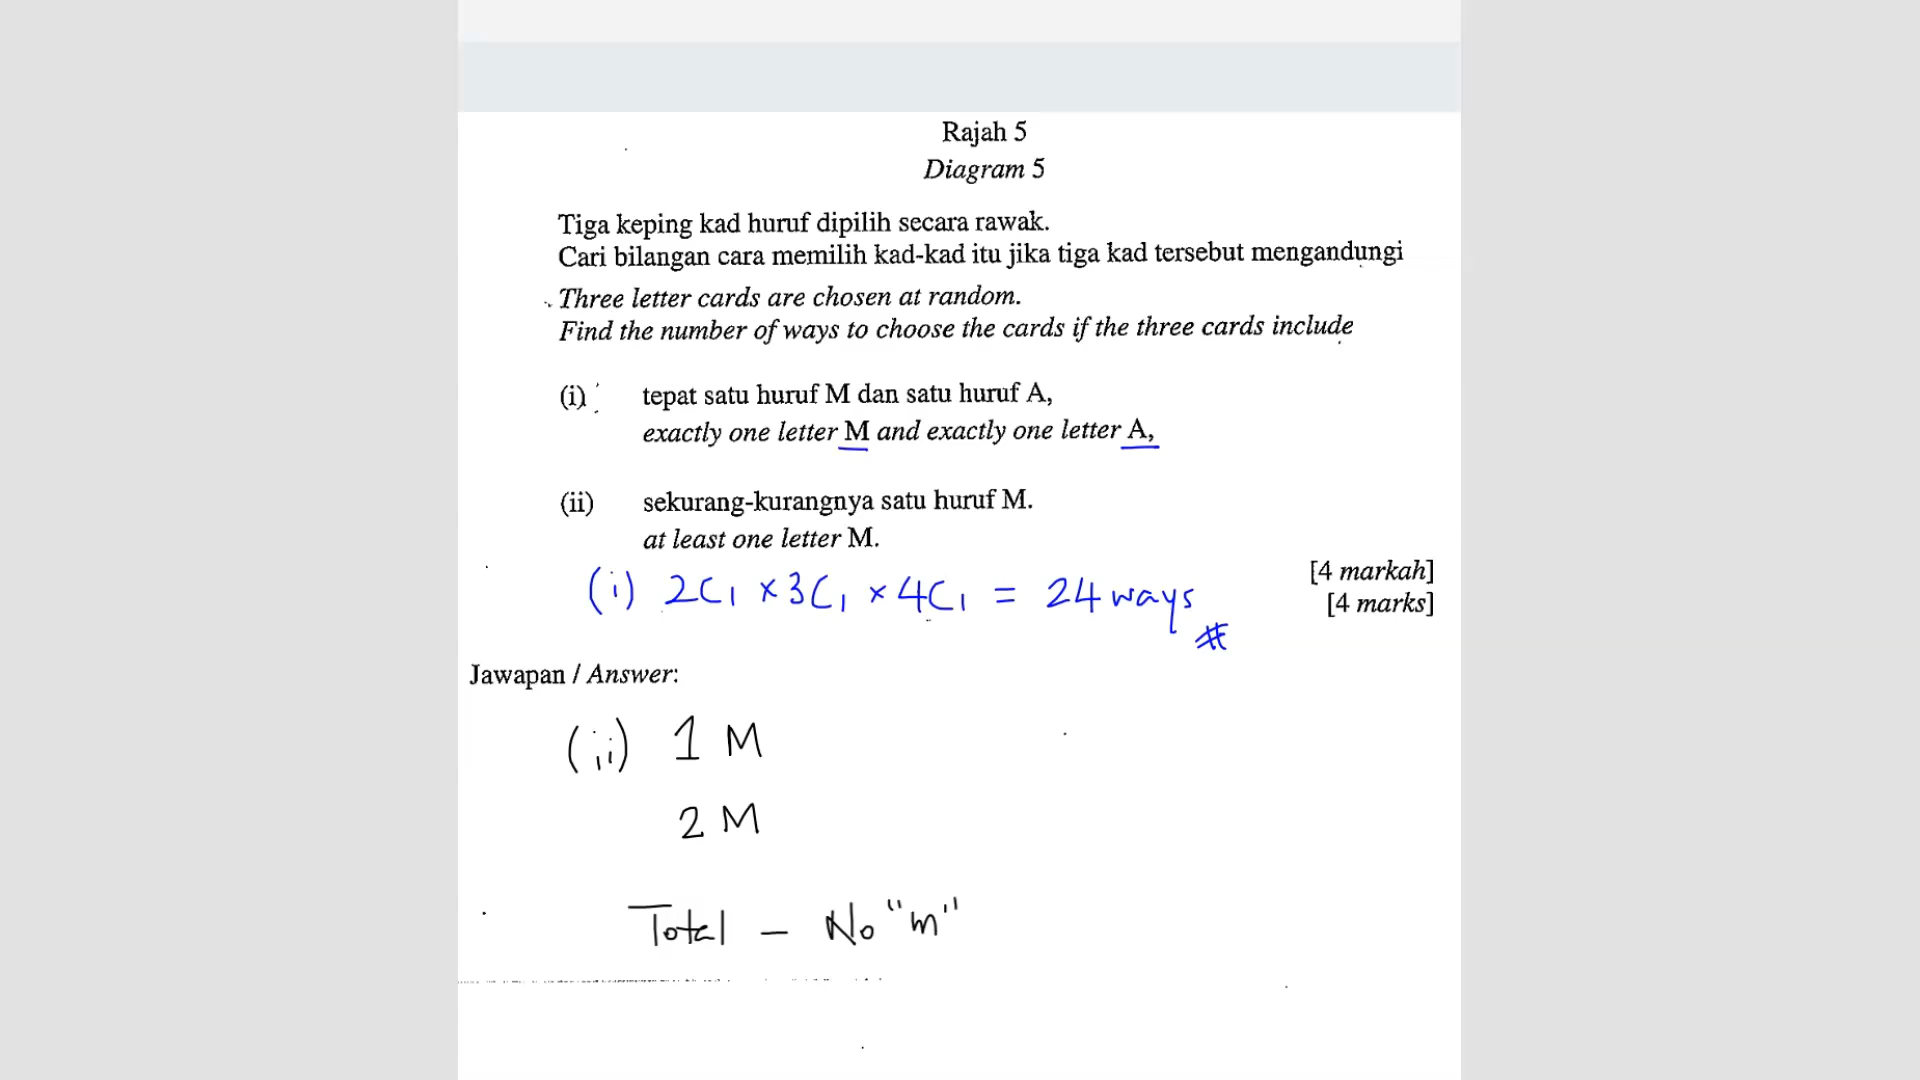 Rajah 5
Diagram 5
Tiga keping kad huruf dipilih secara rawak.
Cari bilangan cara memilih kad-kad itu jika tiga kad tersebut mengandungi
Three letter cards are chosen at random.
Find the number of ways to choose the cards if the three cards include
(i) tepat satu huruf M dan satu huruf A,
exactly one letter M and exactly one letter A,
(ii) sekurang-kurangnya satu huruf M.
at least one letter M.
[4 markah]
[4 marks]
(i) 2C1 × 3C1 × 4C1 = 24 ways #
Jawapan / Answer:
(ii) 1 M
2 M
Total – No "m"